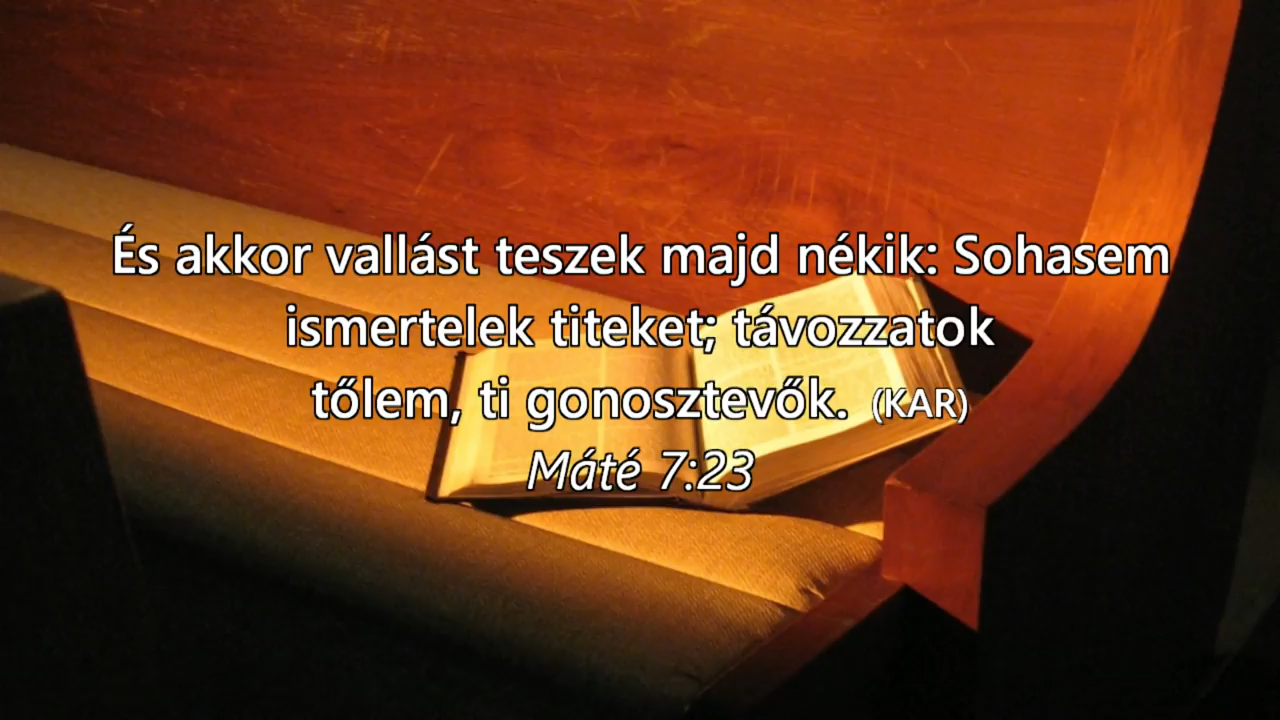 És akkor vallást teszek majd nékik: Sohasem
ismertelek titeket; távozzatok
tőlem, ti gonosztevők. (KAR)
Máté 7:23